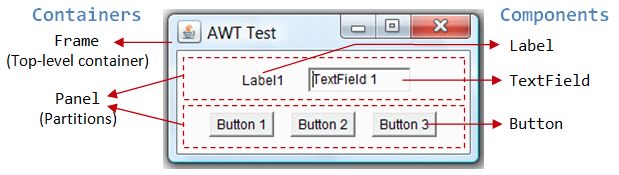 Containers
Components
Frame
(Top-level container)
AWT Test
Label
Label1
TextField 1
TextField
Panel
(Partitions)
Button 1
Button 2
Button 3
Button